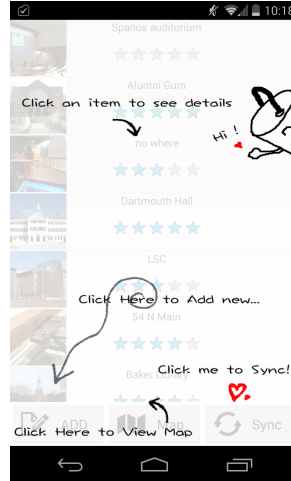 10:18
Spanos auditorium
Alumni Gum
Click an item to see details
no where
Hi !
Dartmouth Hall
LSC
Click Here to Add new...
54 N Main
Click me to Sync!
Baker Library
ADD Map Sync
Click Here to View Map